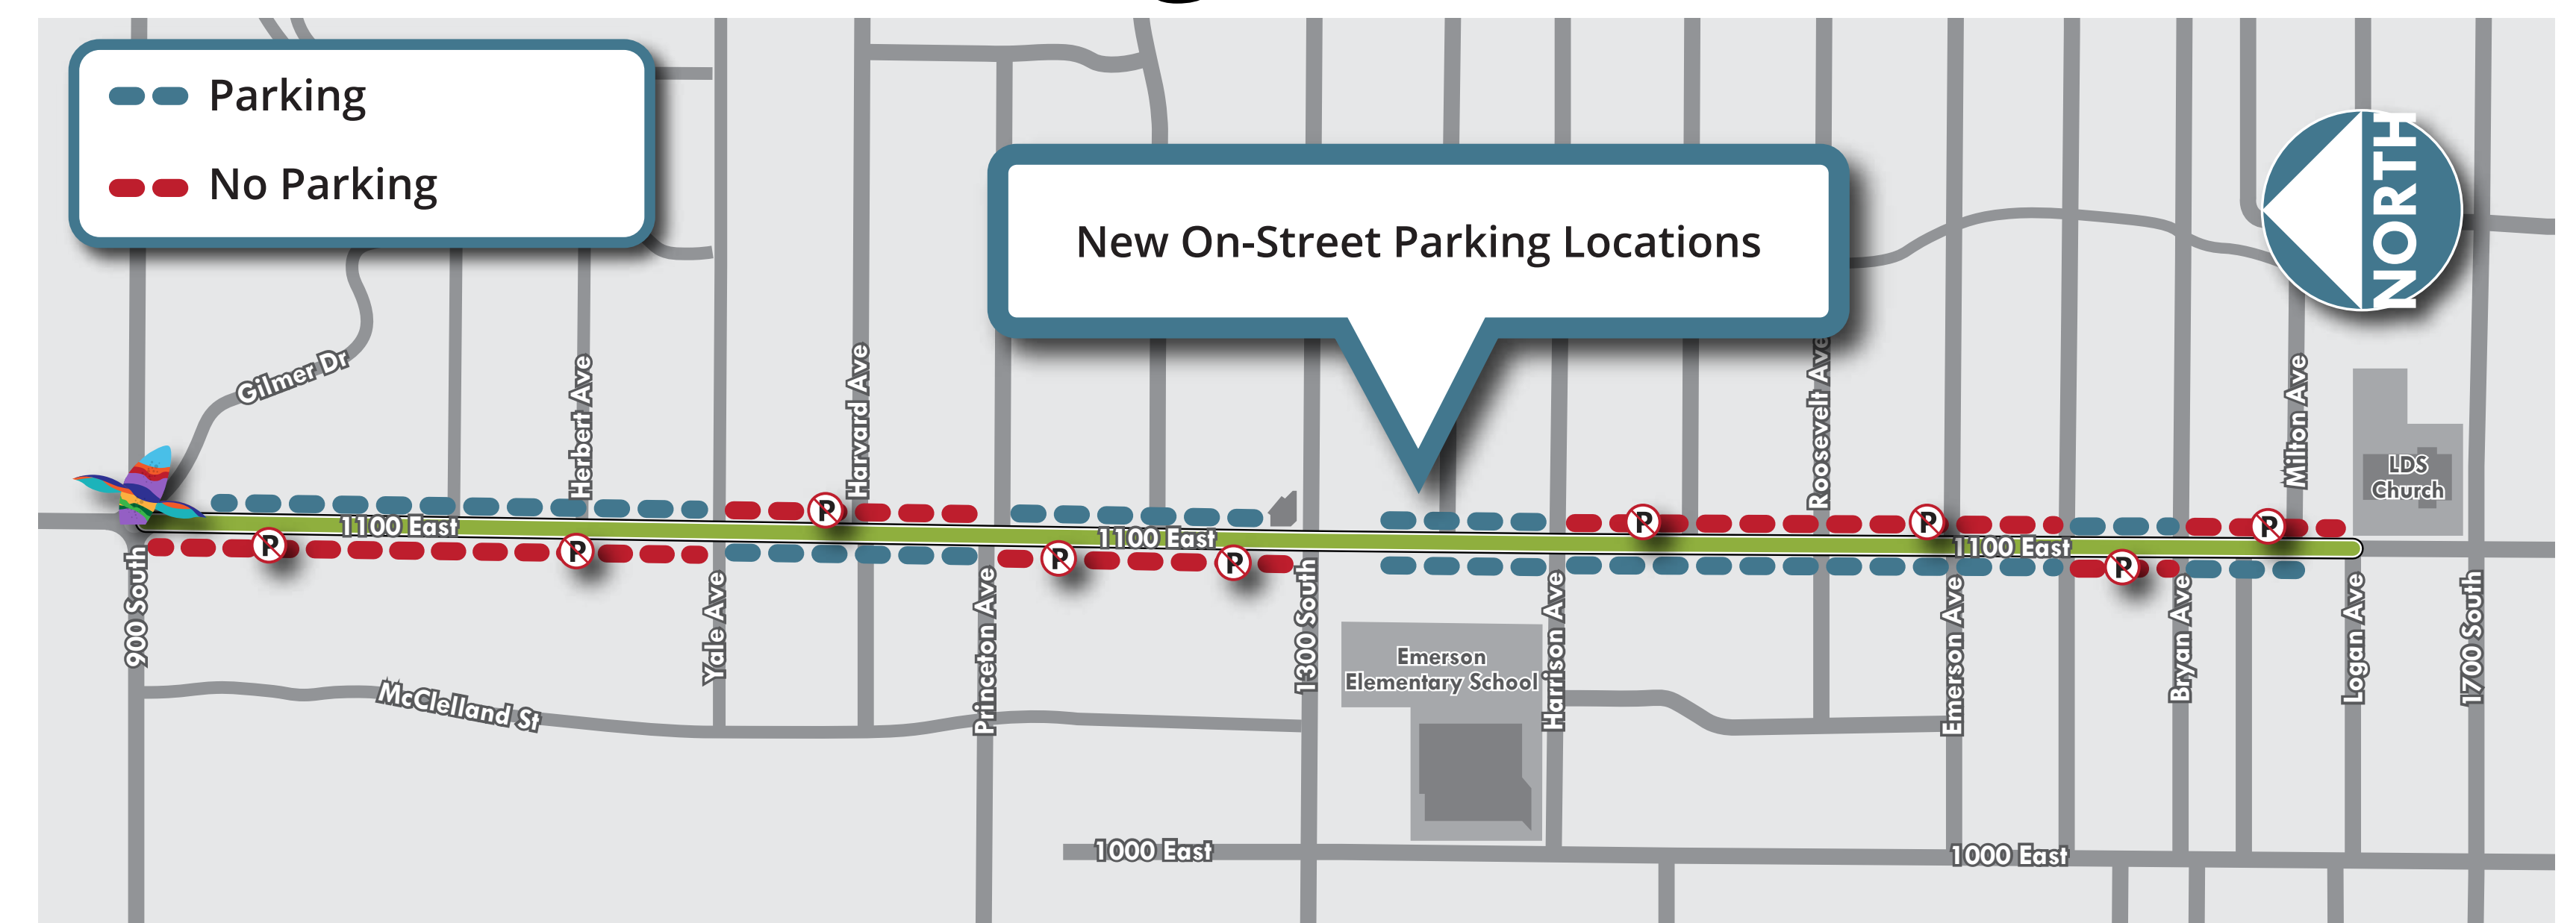 Parking
No Parking
New On-Street Parking Locations
NORTH
Gilmer Dr
Herbert Ave
Harvard Ave
Roosevelt Ave
Milton Ave
LDS
Church
1100 East
1100 East
1100 East
P
P
P
P
P
P
P
P
P
900 South
Yale Ave
Princeton Ave
1300 South
Harrison Ave
Emerson Ave
Bryan Ave
Logan Ave
1700 South
Emerson
Elementary School
McClelland St
1000 East
1000 East